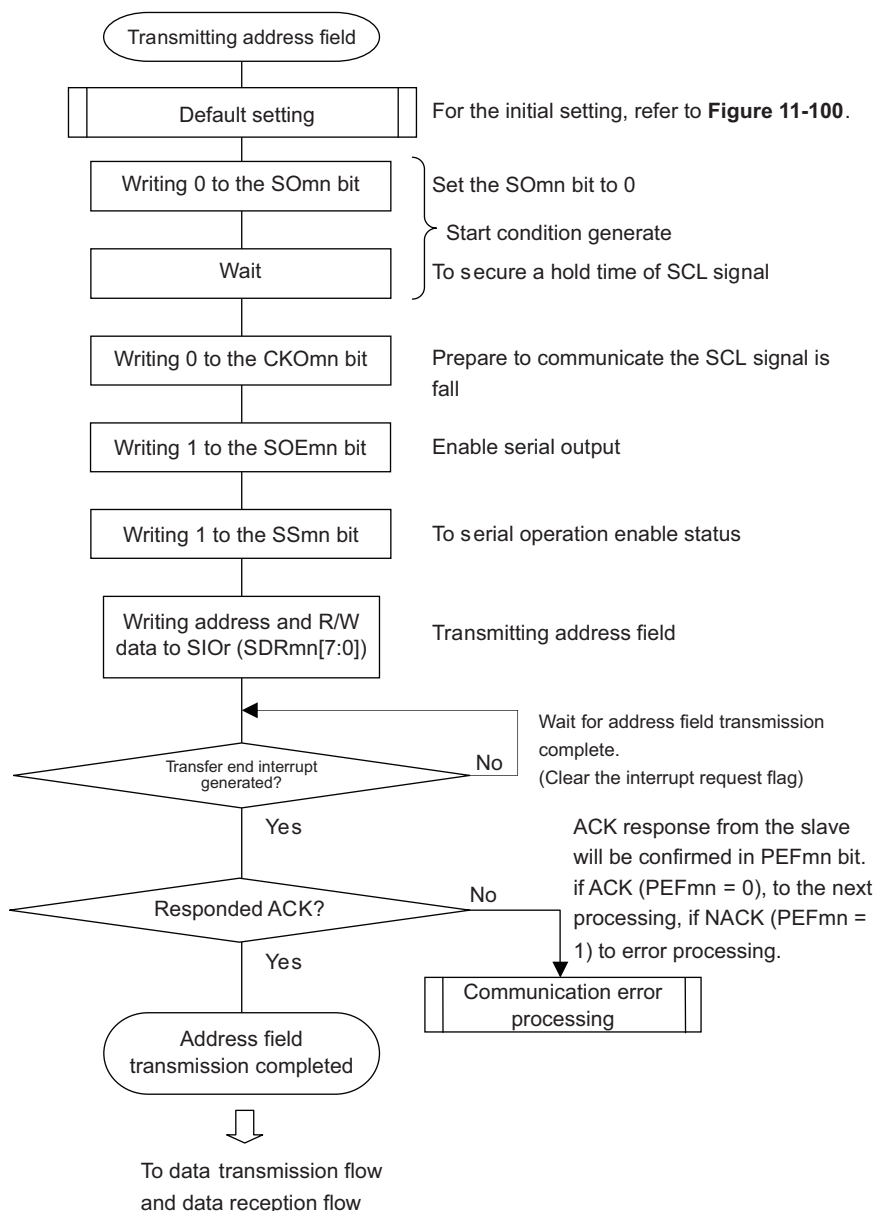 Transmitting address field
Default setting
For the initial setting, refer to Figure 11-100.
Writing 0 to the SOmn bit
Set the SOmn bit to 0
Start condition generate
Wait
To secure a hold time of SCL signal
Writing 0 to the CKOmn bit
Prepare to communicate the SCL signal is
fall
Writing 1 to the SOEmn bit
Enable serial output
Writing 1 to the SSmn bit
To serial operation enable status
Writing address and R/W
data to SIOr (SDRmn[7:0])
Transmitting address field
Transfer end interrupt
generated?
No
Wait for address field transmission
complete.
(Clear the interrupt request flag)
Yes
ACK response from the slave
will be confirmed in PEFmn bit.
if ACK (PEFmn = 0), to the next
processing, if NACK (PEFmn =
1) to error processing.
Responded ACK?
No
Yes
Communication error
processing
Address field
transmission completed
To data transmission flow
and data reception flow